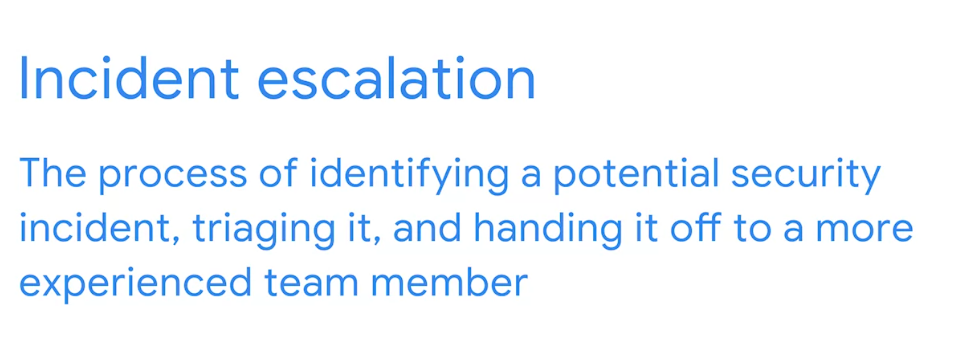 Incident escalation
The process of identifying a potential security
incident, triaging it, and handing it off to a more
experienced team member